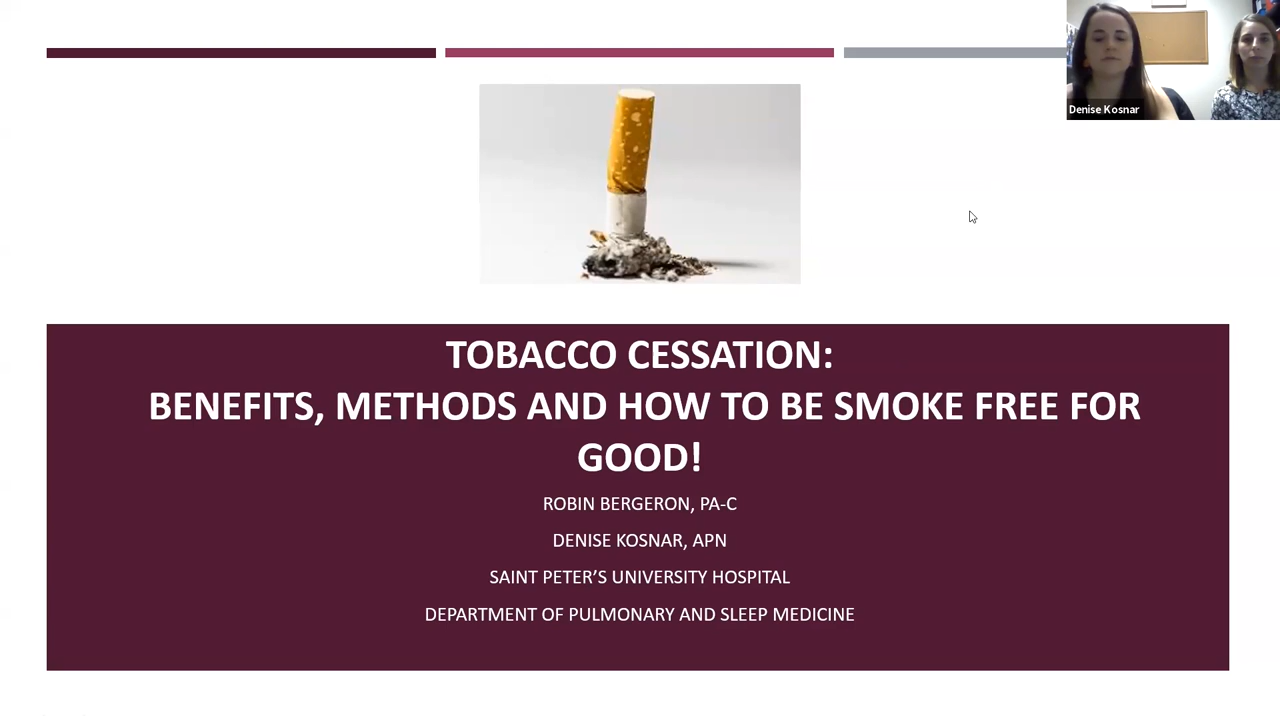 Denise Kosnar
TOBACCO CESSATION:
BENEFITS, METHODS AND HOW TO BE SMOKE FREE FOR
GOOD!
ROBIN BERGERON, PA-C
DENISE KOSNAR, APN
SAINT PETER’S UNIVERSITY HOSPITAL
DEPARTMENT OF PULMONARY AND SLEEP MEDICINE